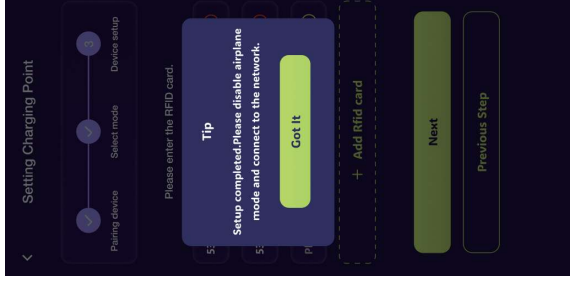 Setting Charging Point
3
Pairing device
Select mode
Device setup
Please enter the RFID card.
Tip
Setup completed.Please disable airplane
mode and connect to the network.
Got It
+ Add Rfid card
Next
Previous Step